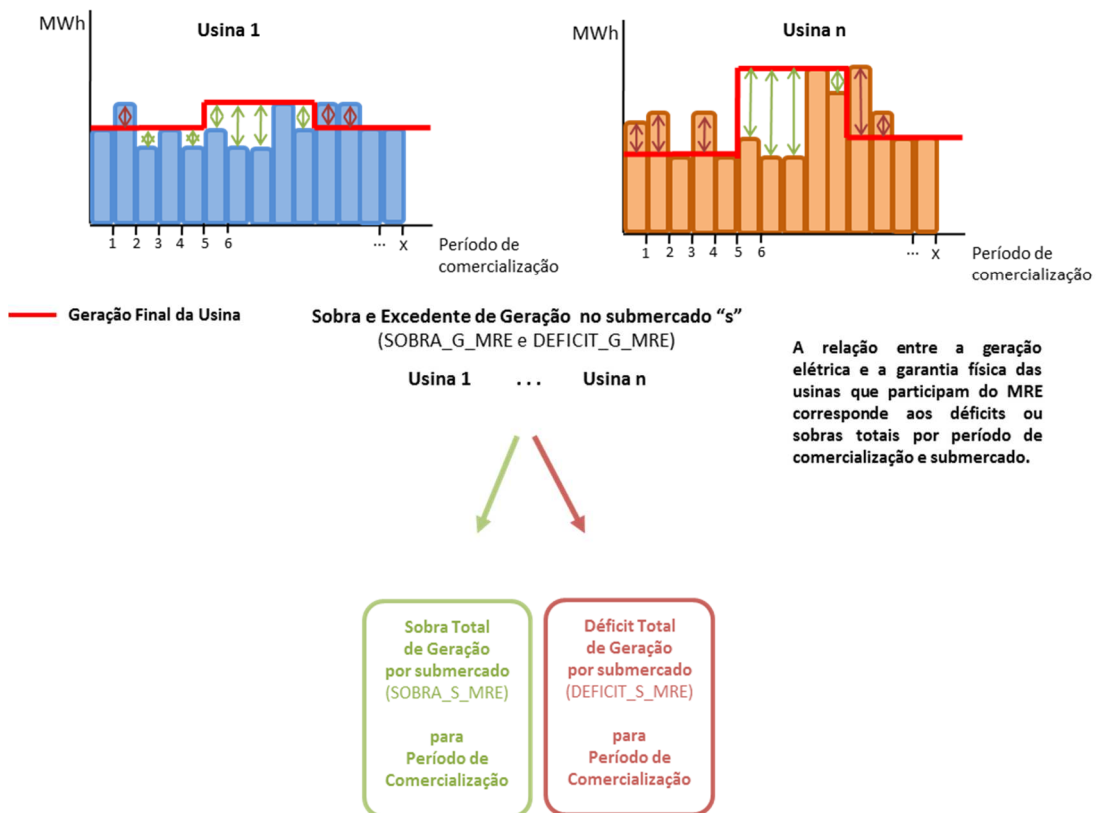 MWh
Usina 1
1 2 3 4 5 6 ... X
Período de
comercialização
MWh
Usina n
1 2 3 4 5 6 ... X
Período de
comercialização
Geração Final da Usina
Sobra e Excedente de Geração no submercado “s”
(SOBRA_G_MRE e DEFICIT_G_MRE)
Usina 1 ... Usina n
A relação entre a geração
elétrica e a garantia física das
usinas que participam do MRE
corresponde aos déficits ou
sobras totais por período de
comercialização e submercado.
Sobra Total
de Geração
por submercado
(SOBRA_S_MRE)
para
Período de
Comercialização
Déficit Total
de Geração
por submercado
(DEFICIT_S_MRE)
para
Período de
Comercialização